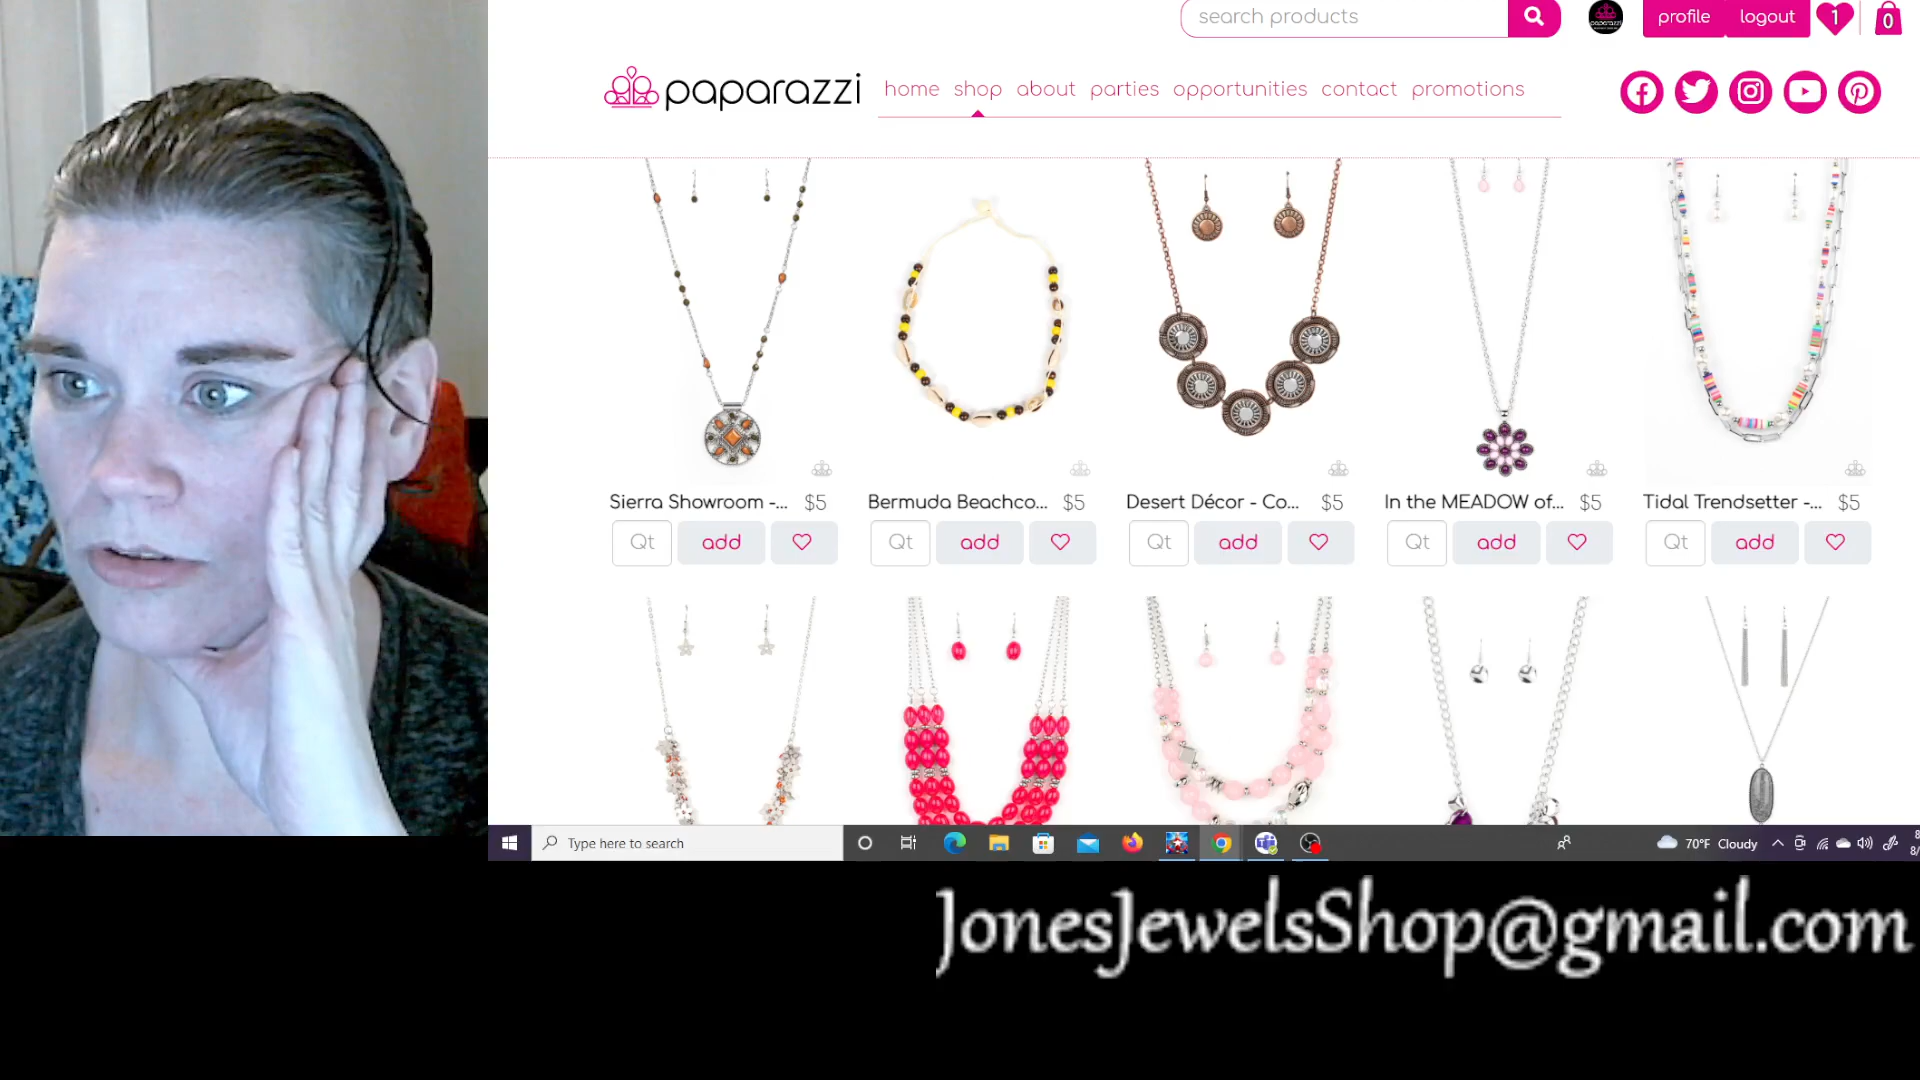 search products
profile
logout
1
0
paparazzi
home shop about parties opportunities contact promotions
Sierra Showroom -... $5
Bermuda Beachco... $5
Desert Décor - Co... $5
In the MEADOW of... $5
Tidal Trendsetter -... $5
Qt add
Qt add
Qt add
Qt add
Qt add
Type here to search
70°F Cloudy
JonesJewelsShop@gmail.com